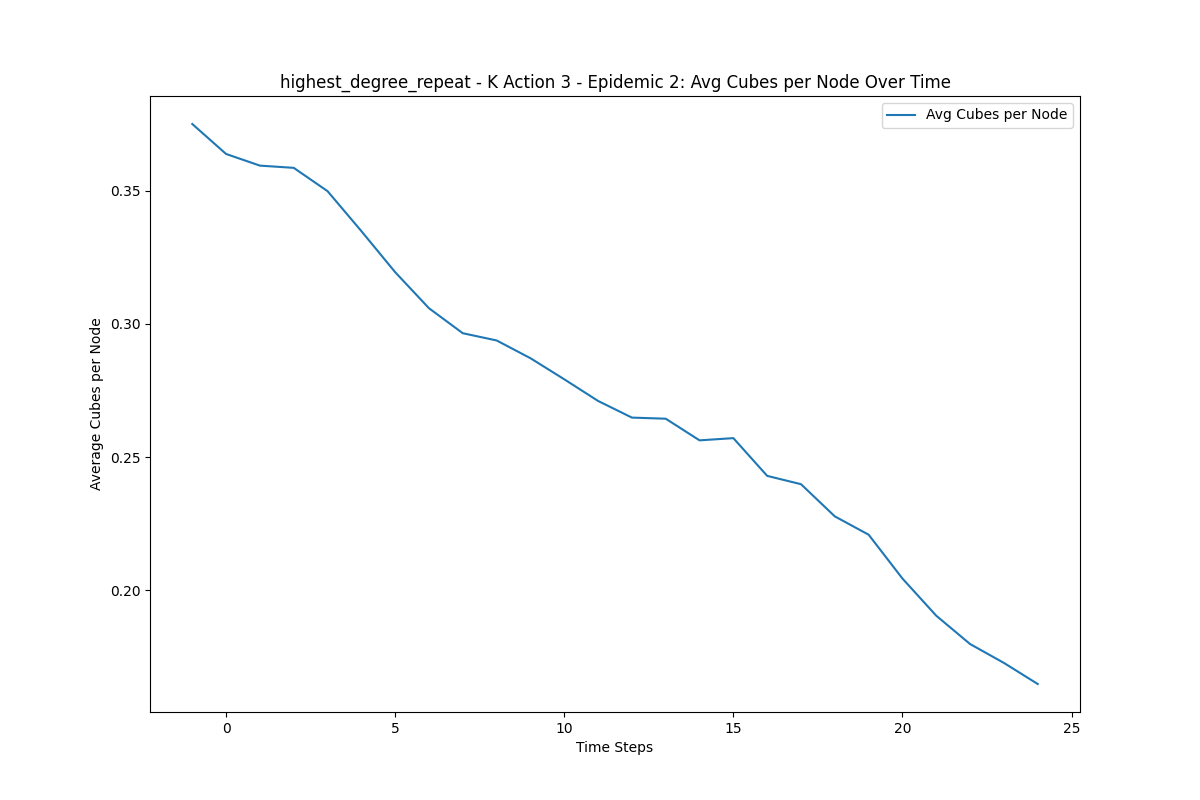 highest_degree_repeat - K Action 3 - Epidemic 2: Avg Cubes per Node Over Time
Avg Cubes per Node
Average Cubes per Node
0.35
0.30
0.25
0.20
0 5 10 15 20 25
Time Steps